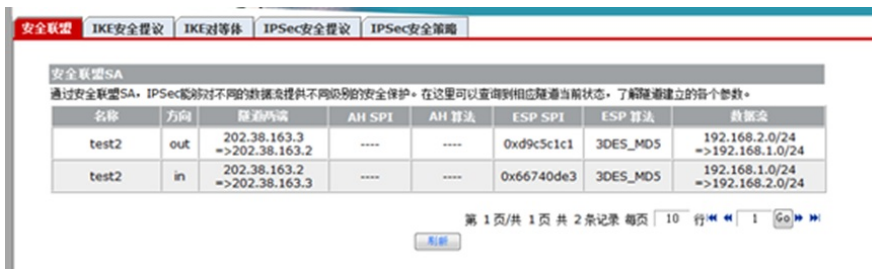 安全联盟 IKE安全提议 IKE对等体 IPSec安全提议 IPSec安全策略
安全联盟SA
通过安全联盟SA，IPSec能够对不同的数据流提供不同级别的安全保护。在这里可以查询到相应隧道当前状态，了解隧道建立的各个参数。
名称 方向 隧道两端 AH SPI AH 算法 ESP SPI ESP 算法 数据流
test2 out 202.38.163.3 =>202.38.163.2 ---- ---- 0xd9c5c1c1 3DES_MD5 192.168.2.0/24 =>192.168.1.0/24
test2 in 202.38.163.2 =>202.38.163.3 ---- ---- 0x66740de3 3DES_MD5 192.168.1.0/24 =>192.168.2.0/24
第 1 页/共 1 页 共 2 条记录 每页 10 行 1 Go
刷新